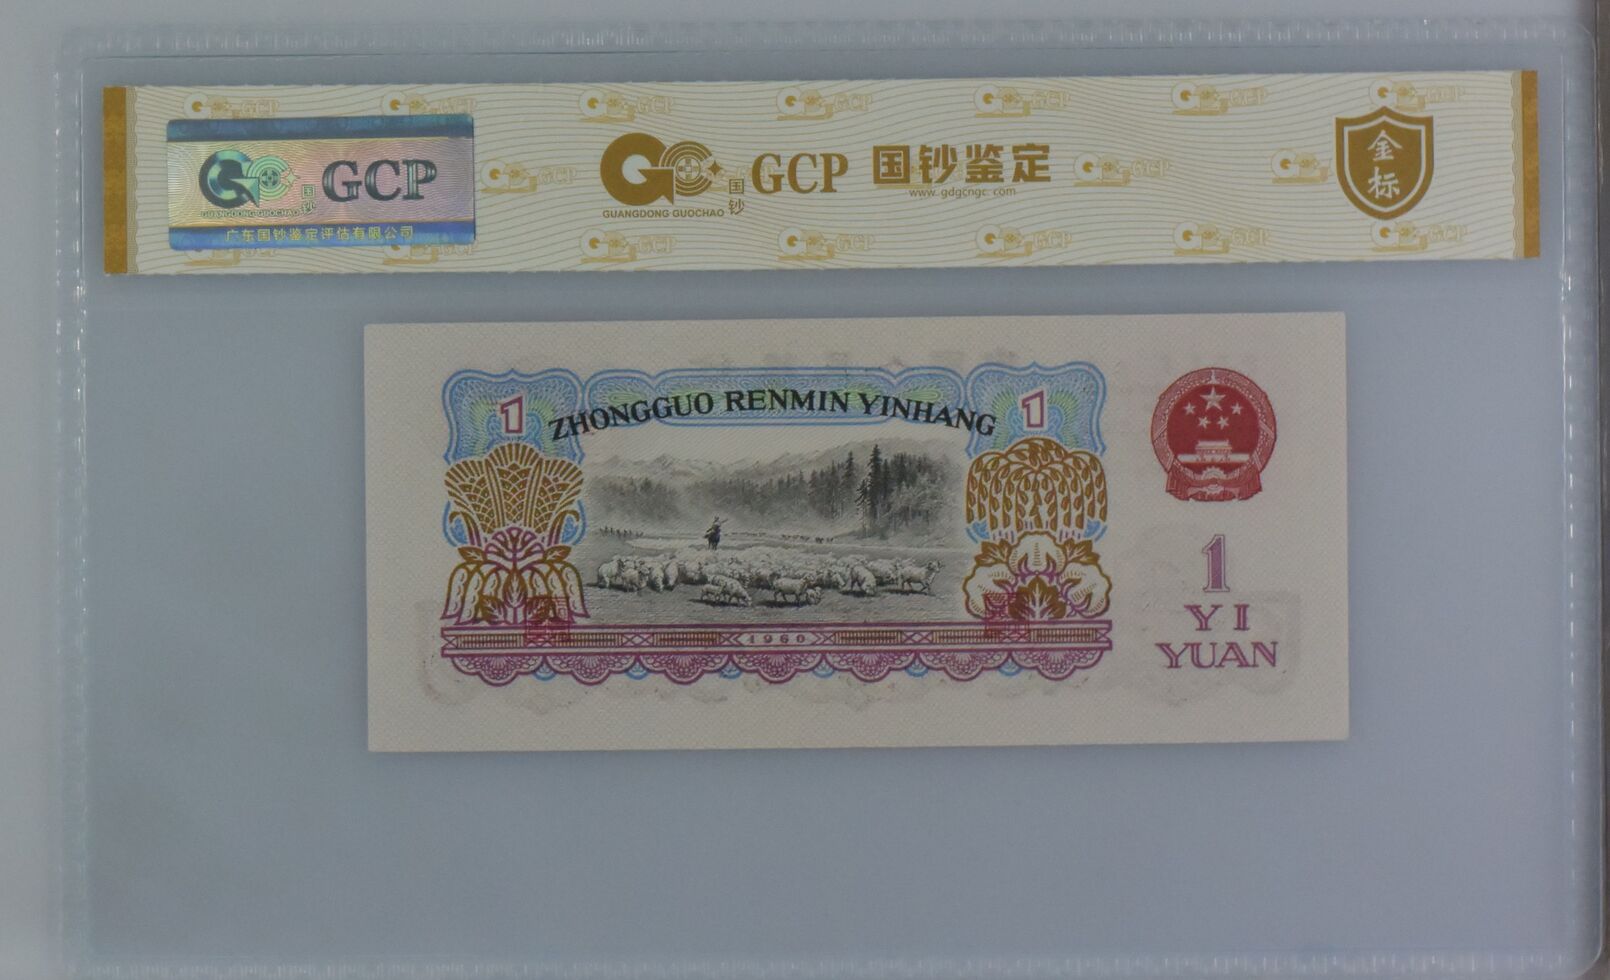 GCP
GUANGDONG GUOCHAO
国钞
广东国钞鉴定评估有限公司
GUANGDONG GUOCHAO
国钞
GCP 国钞鉴定
www.gdgcngc.com
金标
1
ZHONGGUO RENMIN YINHANG
1
1960
1
YI
YUAN